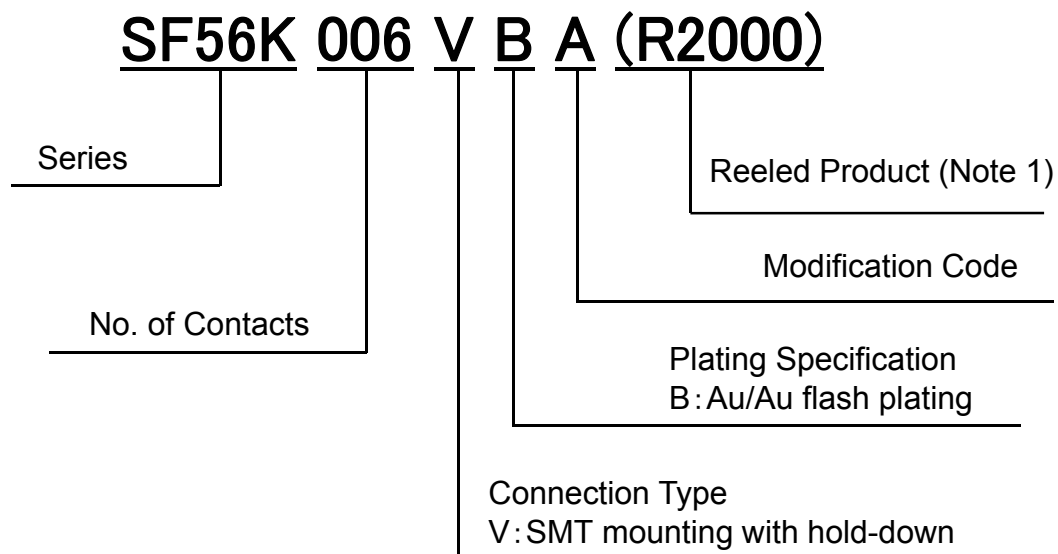 SF56K 006 V B A (R2000)
Series
Reeled Product (Note 1)
Modification Code
No. of Contacts
Plating Specification
B:Au/Au flash plating
Connection Type
V:SMT mounting with hold-down